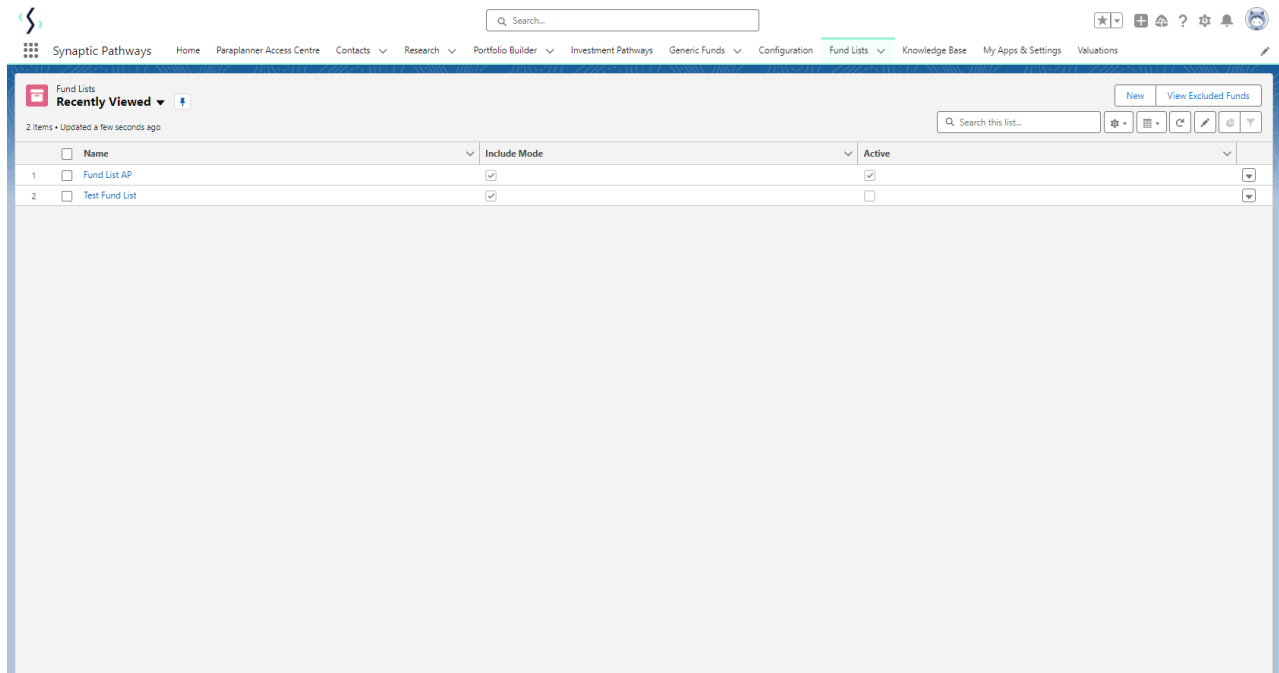 Search...
Synaptic Pathways Home Paraplanner Access Centre Contacts Research Portfolio Builder Investment Pathways Generic Funds Configuration Fund Lists Knowledge Base My Apps & Settings Valuations
Fund Lists
Recently Viewed
New View Excluded Funds
2 items • Updated a few seconds ago
Search this list...
Name Include Mode Active
1 Fund List AP
2 Test Fund List